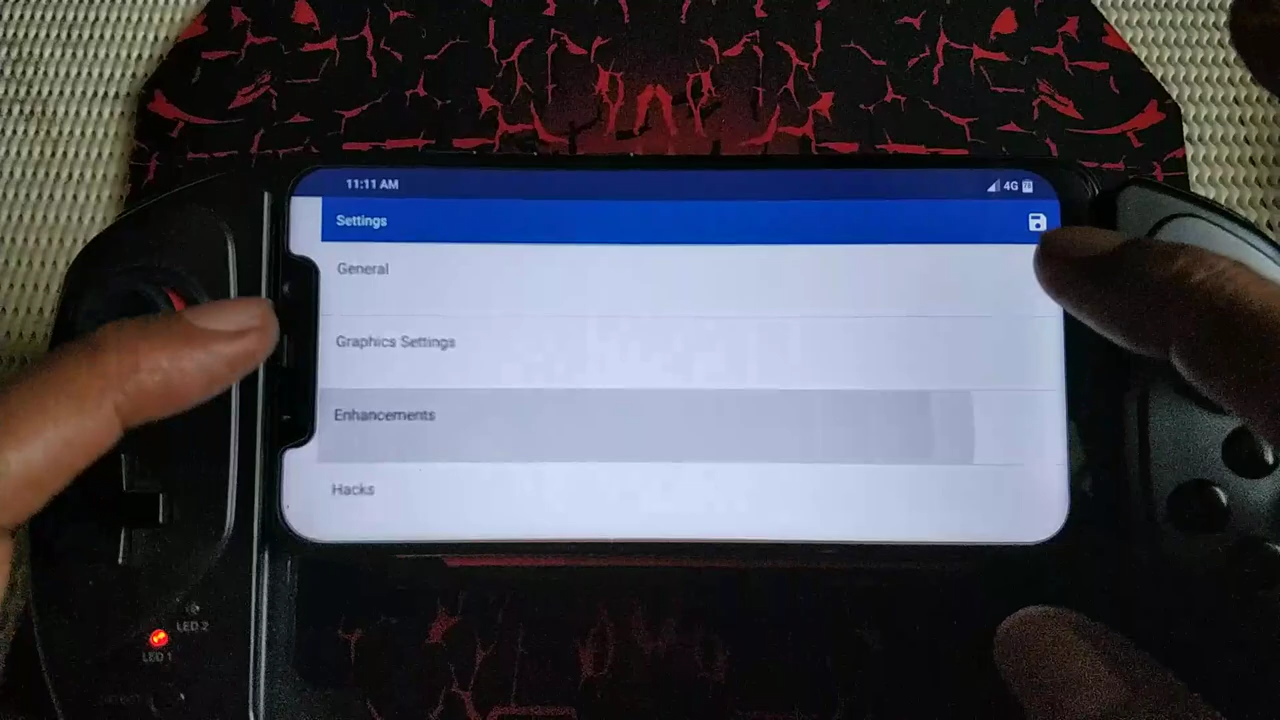 11:11 AM
4G
Settings
General
Graphics Settings
Enhancements
Hacks
LED 2
LED 1